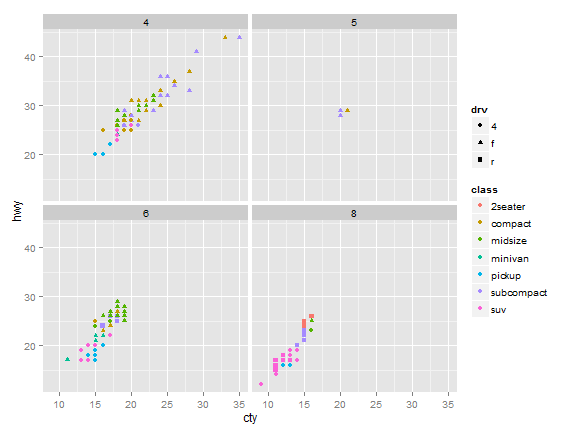 4 5
40
30
20
hwy
6 8
40
30
20
10 15 20 25 30 35 10 15 20 25 30 35
cty
drv
4
f
r
class
2seater
compact
midsize
minivan
pickup
subcompact
suv